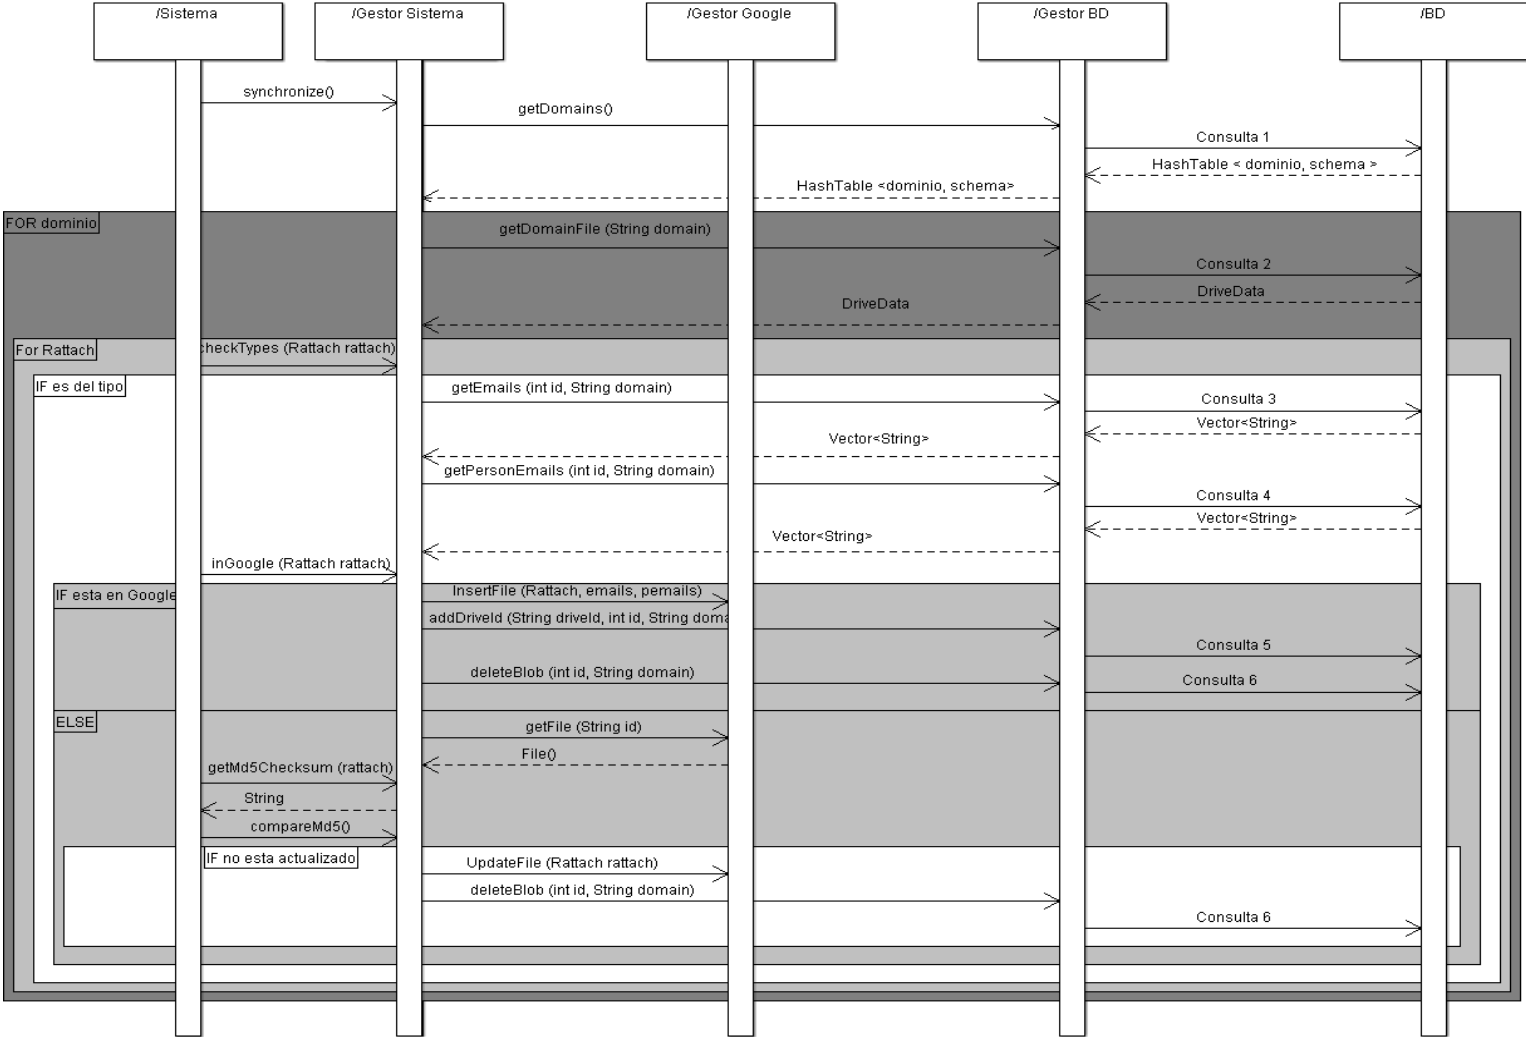 /Sistema
/Gestor Sistema
/Gestor Google
/Gestor BD
/BD
synchronize()
getDomains()
Consulta 1
HashTable < dominio, schema >
HashTable <dominio, schema>
FOR dominio
getDomainFile (String domain)
Consulta 2
DriveData
DriveData
For Rattach
checkTypes (Rattach rattach)
IF es del tipo
getEmails (int id, String domain)
Consulta 3
Vector<String>
Vector<String>
getPersonEmails (int id, String domain)
Consulta 4
Vector<String>
Vector<String>
inGoogle (Rattach rattach)
IF esta en Google
InsertFile (Rattach, emails, pemails)
addDriveId (String driveId, int id, String doma
Consulta 5
deleteBlob (int id, String domain)
Consulta 6
ELSE
getFile (String id)
File()
getMd5Checksum (rattach)
String
compareMd5()
IF no esta actualizado
UpdateFile (Rattach rattach)
deleteBlob (int id, String domain)
Consulta 6